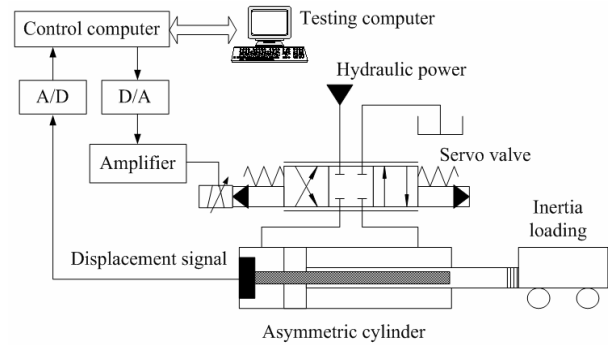 Control computer
Testing computer
Hydraulic power
A/D
D/A
Amplifier
Servo valve
Inertia
loading
Displacement signal
Asymmetric cylinder